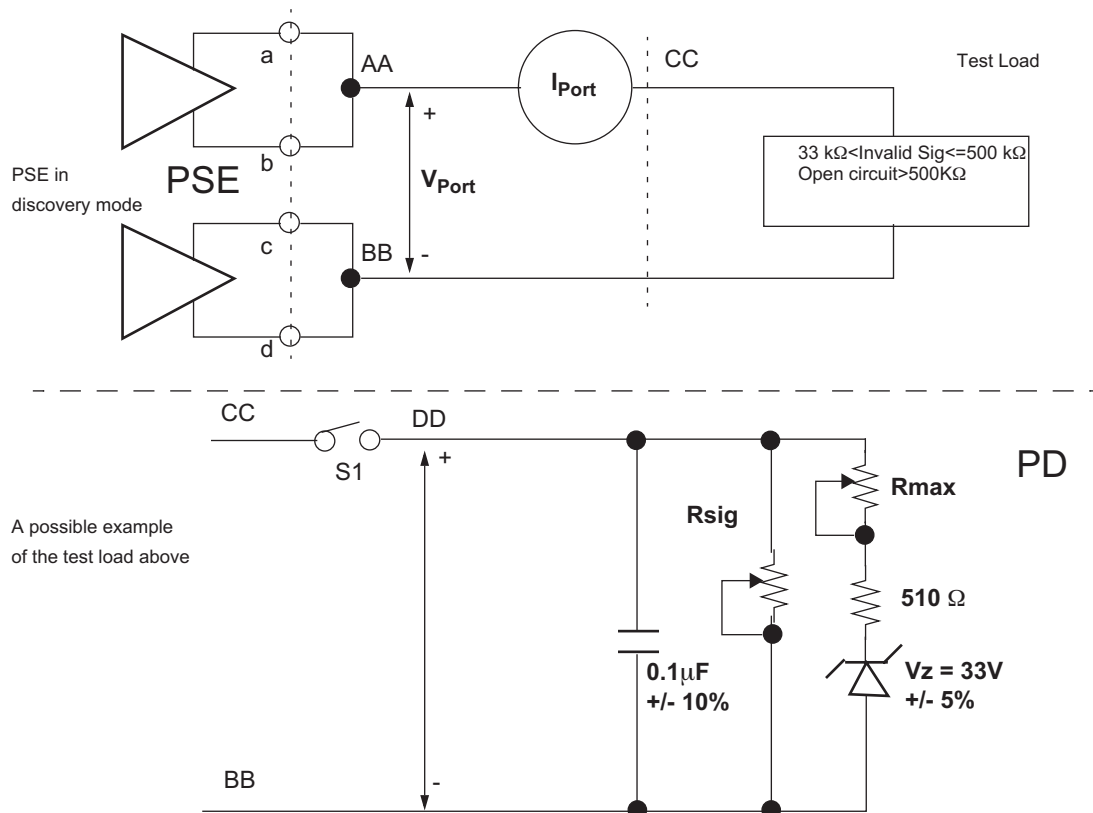 a
AA
I Port
CC
Test Load
+
33 kΩ<Invalid Sig<=500 kΩ
Open circuit>500KΩ
b
PSE
PSE in
discovery mode
V Port
c
BB
-
d
CC
DD
S1
+
PD
Rmax
Rsig
A possible example
of the test load above
510 Ω
0.1μF
+/- 10%
Vz = 33V
+/- 5%
BB
-